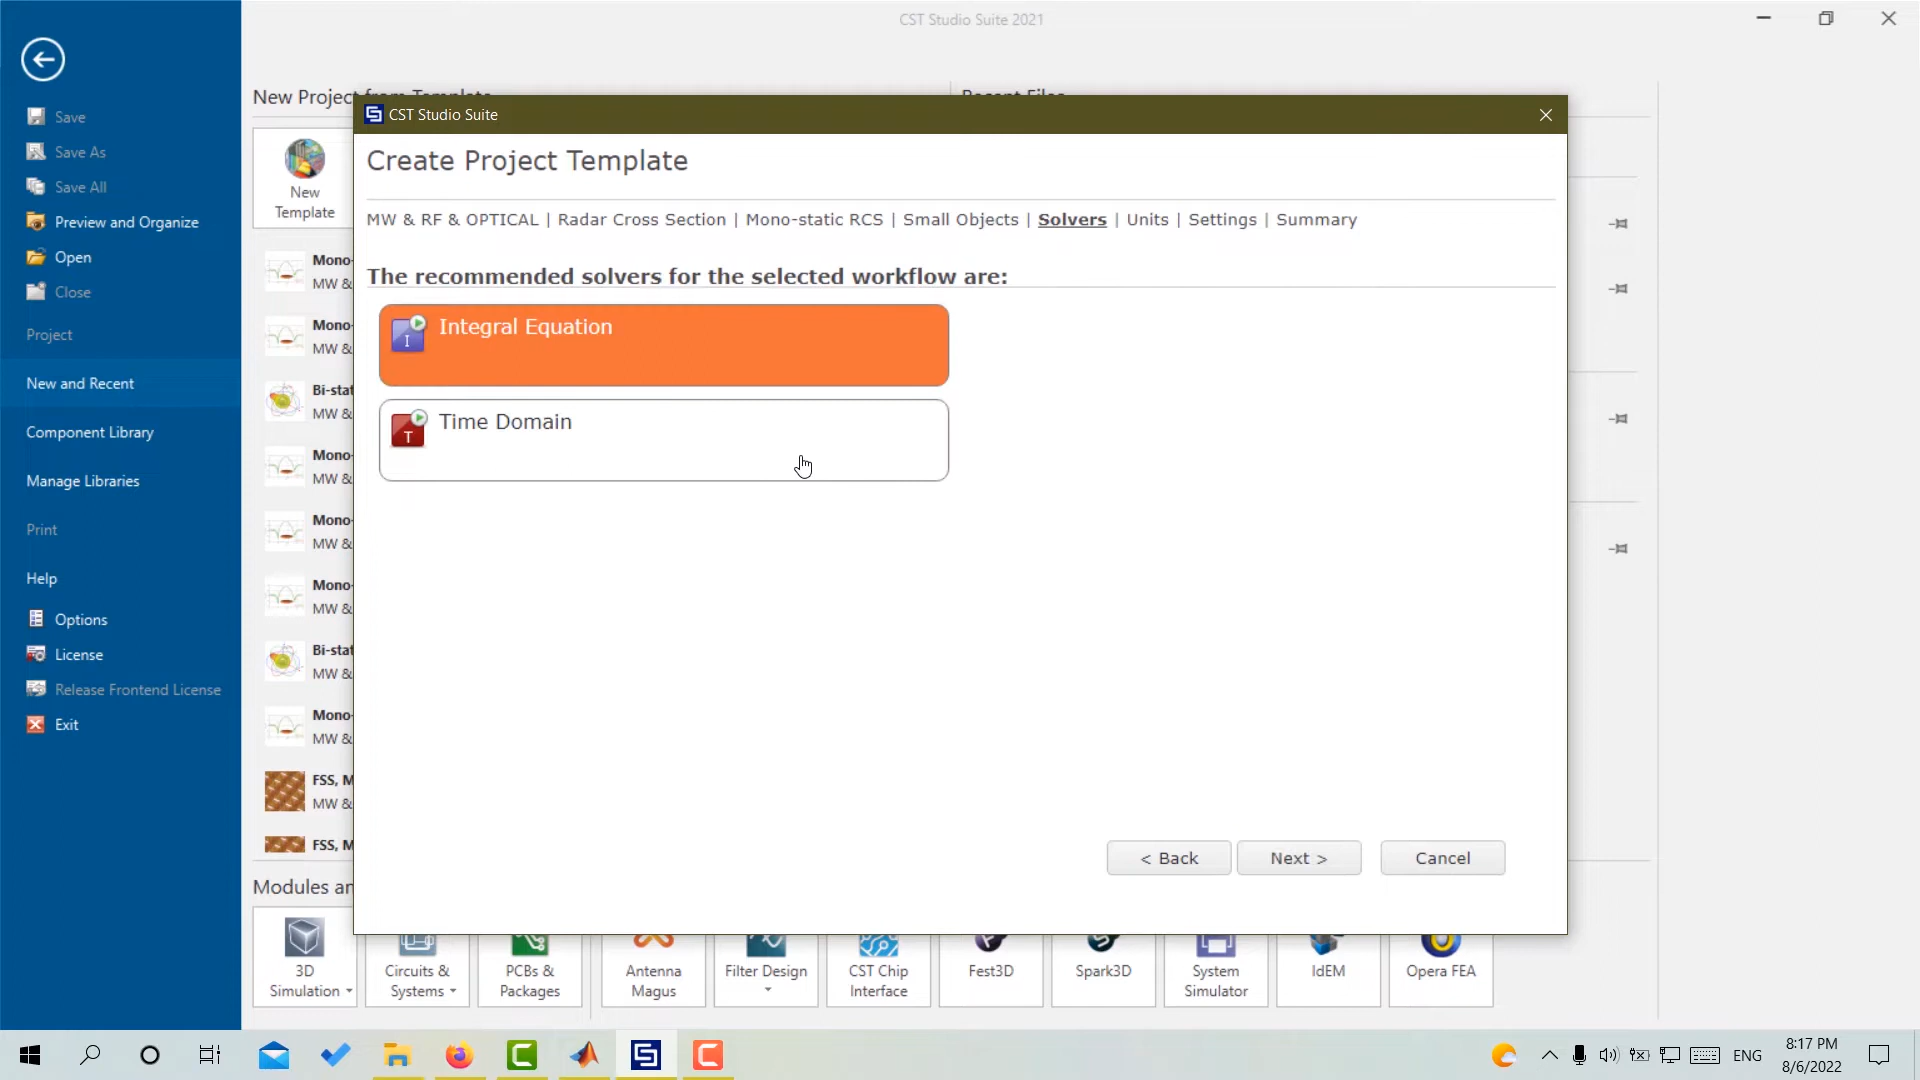 CST Studio Suite 2021
Save
Save As
Save All
Preview and Organize
Open
Close
Project
New and Recent
Component Library
Manage Libraries
Print
Help
Options
License
Release Frontend License
Exit
New Project from Template
Recent Files
New
Template
Mono-
MW &
Mono-
MW &
Bi-stat
MW &
Mono-
MW &
Mono-
MW &
Mono-
MW &
Bi-stat
MW &
Mono-
MW &
FSS, M
MW &
FSS, M
CST Studio Suite
Create Project Template
MW & RF & OPTICAL | Radar Cross Section | Mono-static RCS | Small Objects | Solvers | Units | Settings | Summary
The recommended solvers for the selected workflow are:
I
Integral Equation
T
Time Domain
< Back
Next >
Cancel
Modules an
3D
Simulation
Circuits &
Systems
PCBs &
Packages
Antenna
Magus
Filter Design
CST Chip
Interface
Fest3D
Spark3D
System
Simulator
IdEM
Opera FEA
ENG
8:17 PM
8/6/2022